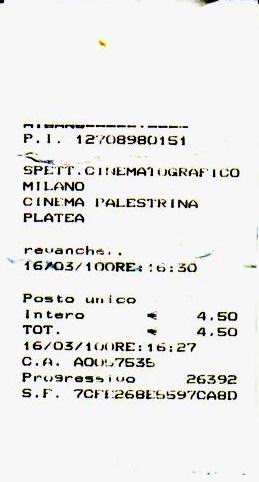 P.I. 12708980151
SPETT.CINEMATOGRAFICO
MILANO
CINEMA PALESTRINA
PLATEA
revanche..
16/03/10ORE:16:30
Posto unico
Intero € 4,50
TOT. € 4,50
16/03/10ORE:16:27
C.A. A0057535
Progressivo 26392
S.F. 7CFE268E5597CA8D